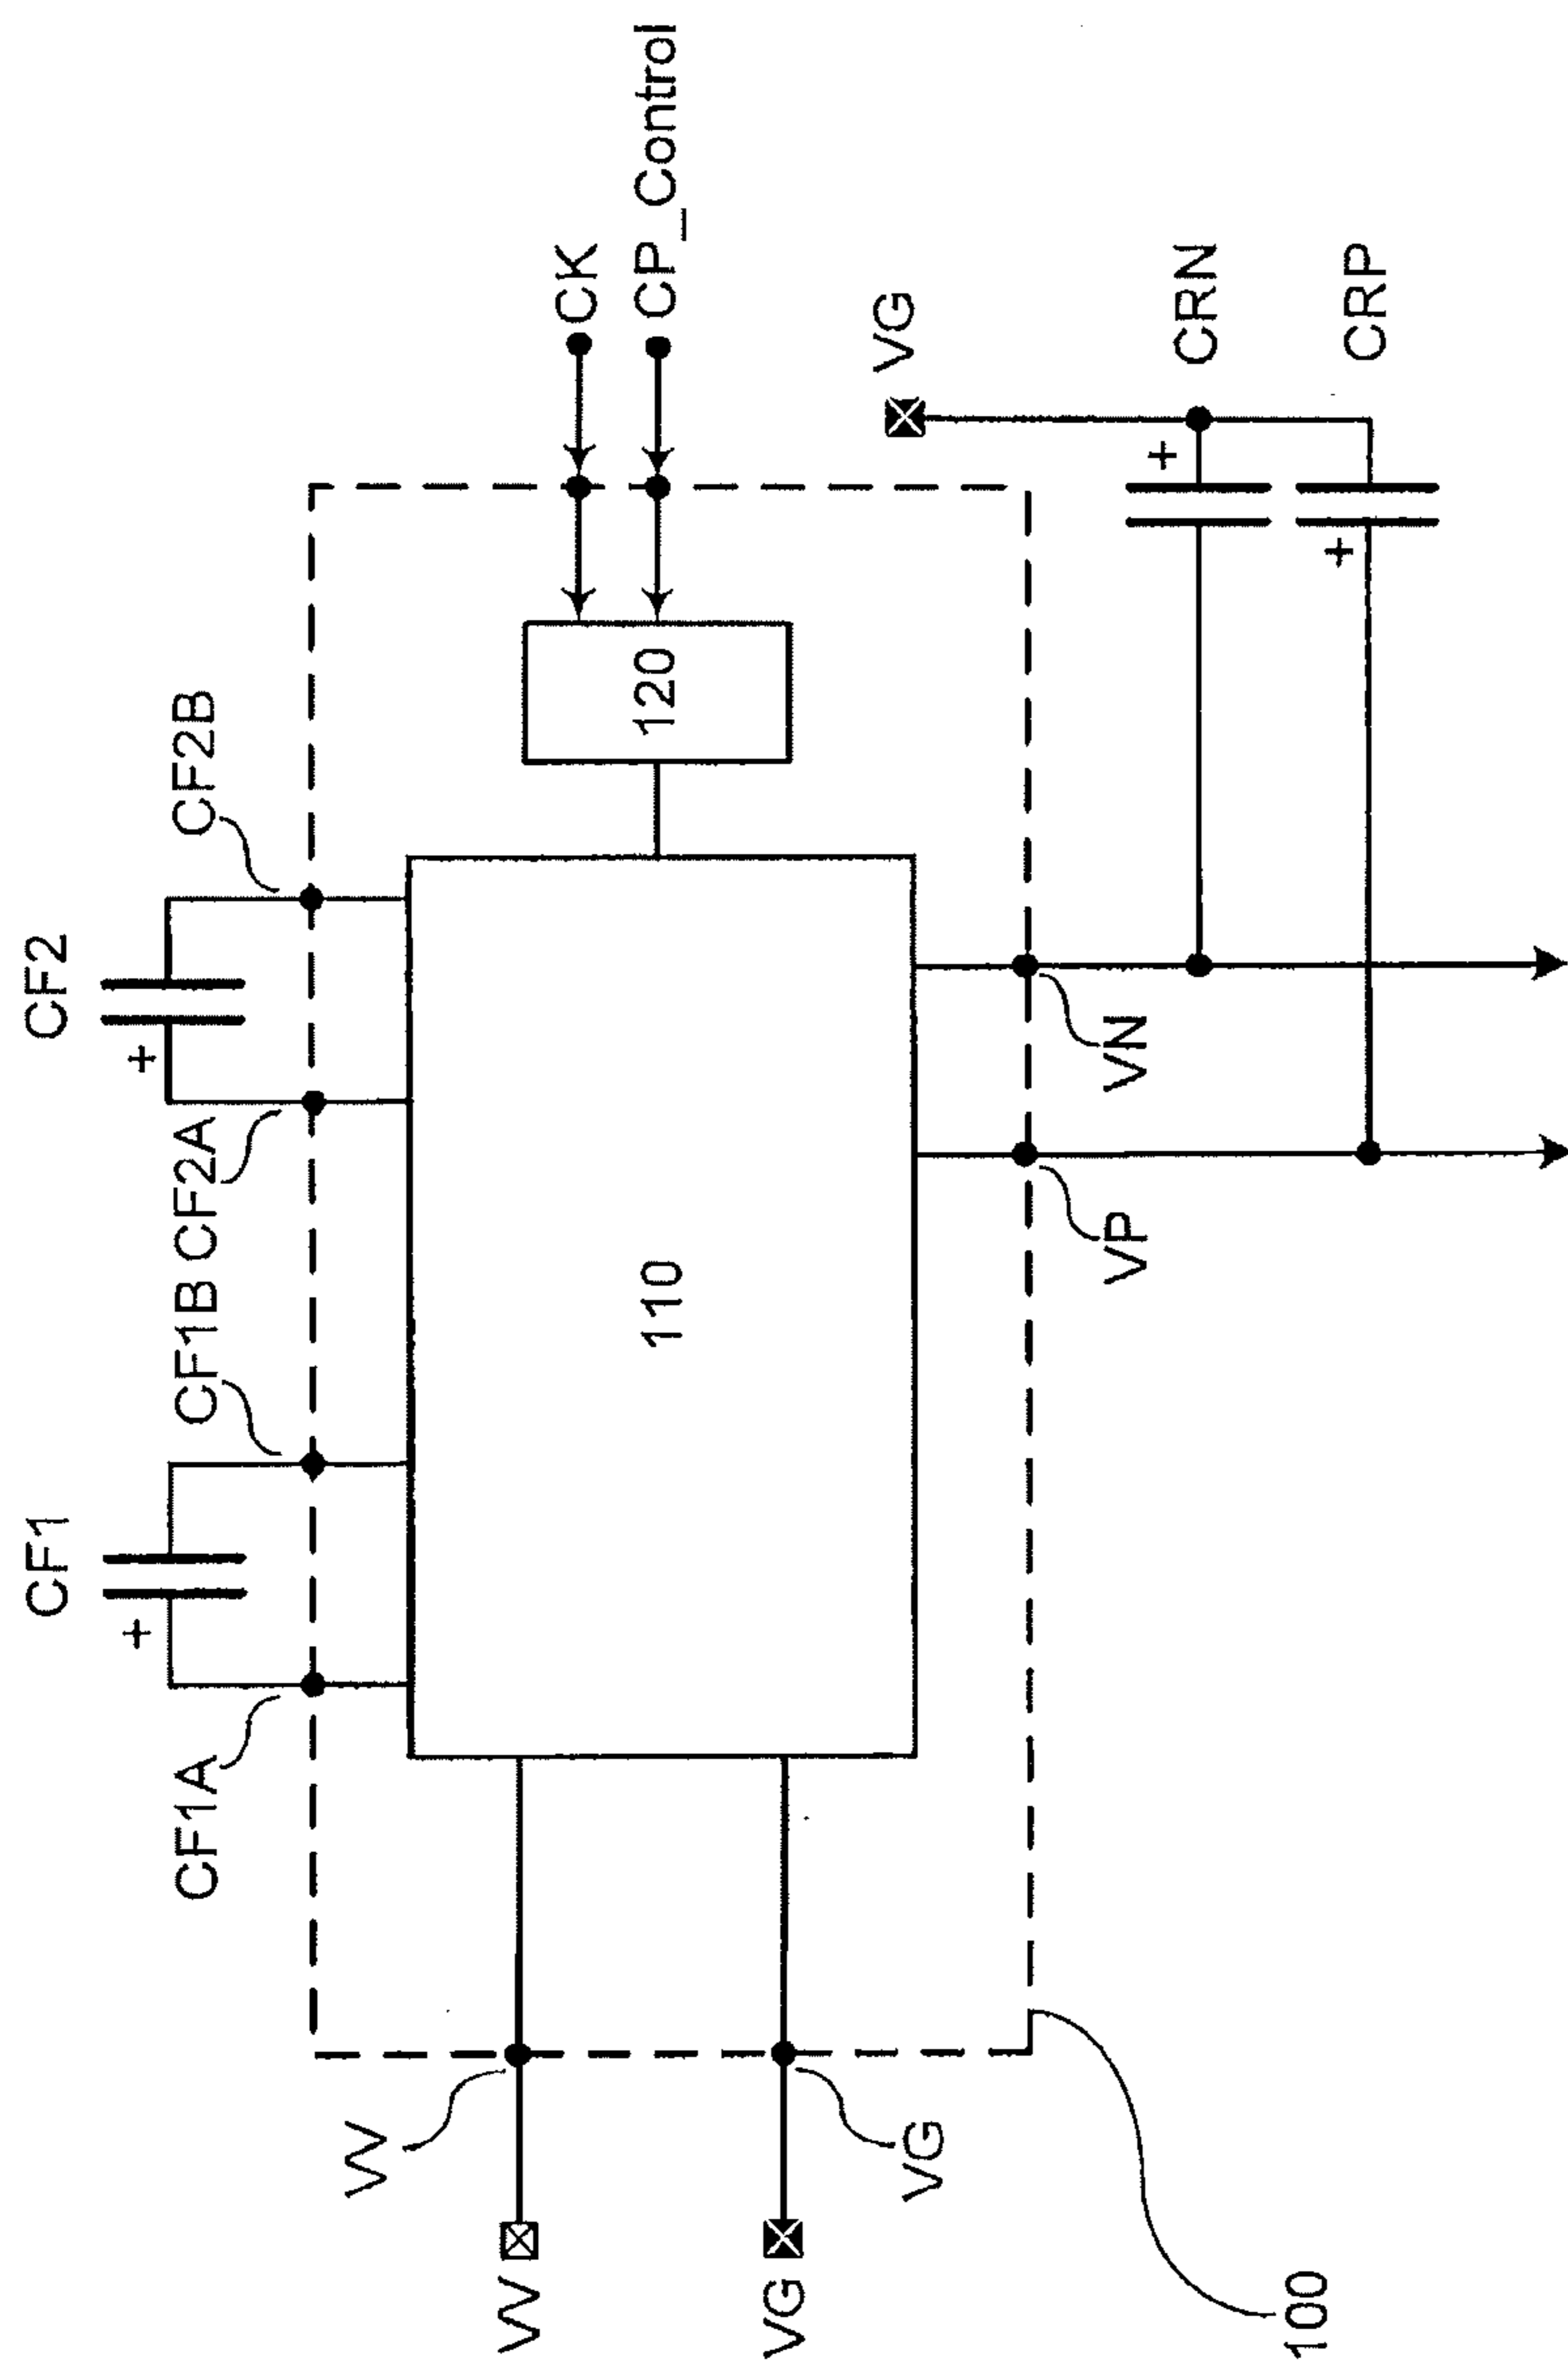 CF1
CF2
CF1A
CF1B
CF2A
CF2B
VV
VV
CK
CP_Control
110
120
VG
VG
VG
VP
VN
CRN
CRP
100